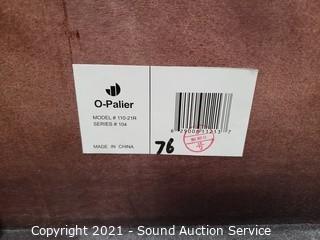 O-Palier
MODEL # 110-21R
SERIES # 104
MADE IN CHINA
76
Copyright 2021 - Sound Auction Service